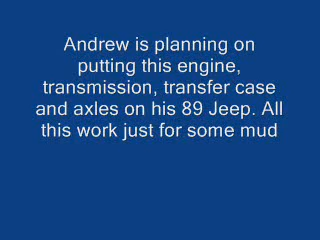 Andrew is planning on
putting this engine,
transmission, transfer case
and axles on his 89 Jeep. All
this work just for some mud